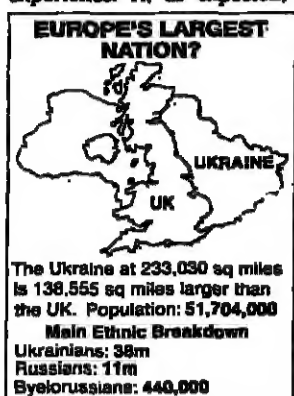 EUROPE'S LARGEST
NATION?
UKRAINE
UK
The Ukraine at 233,030 sq miles
is 138,555 sq miles larger than
the UK. Population: 51,704,000
Main Ethnic Breakdown
Ukrainians: 38m
Russians: 11m
Byelorussians: 440,000